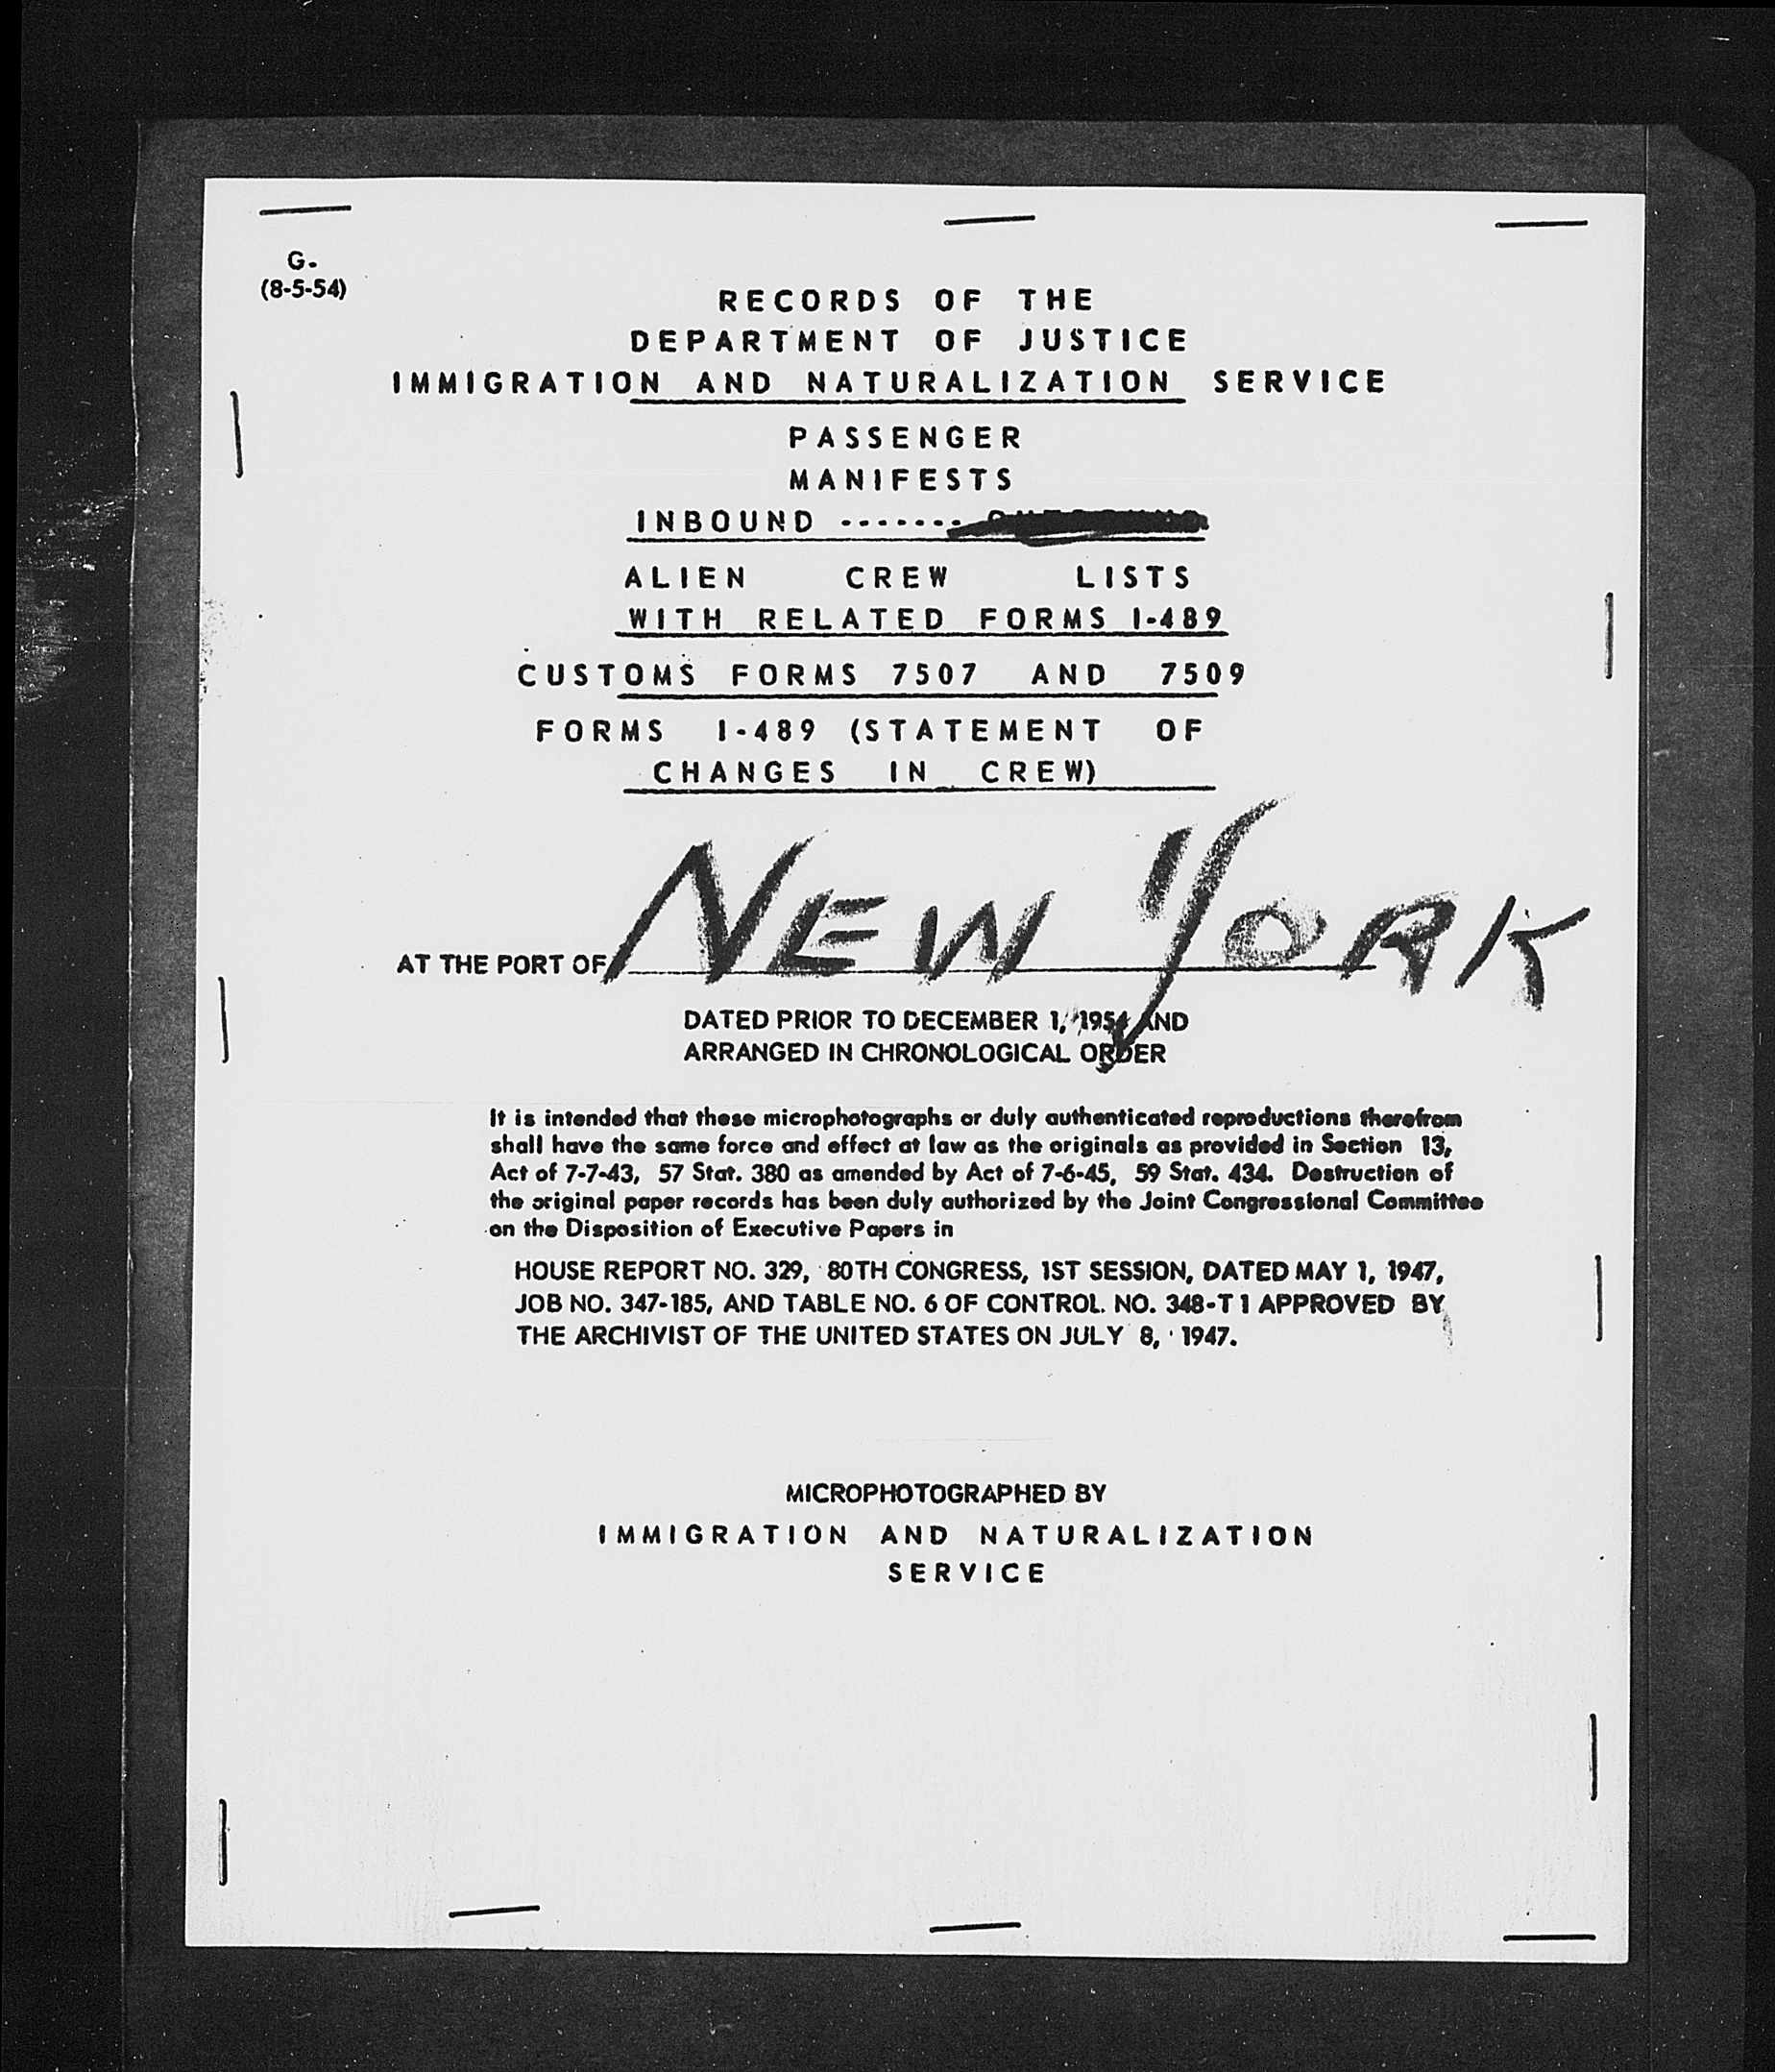 G.
(8-5-54)
RECORDS OF THE
DEPARTMENT OF JUSTICE
IMMIGRATION AND NATURALIZATION SERVICE
PASSENGER
MANIFESTS
INBOUND -------
ALIEN CREW LISTS
WITH RELATED FORMS I-489
CUSTOMS FORMS 7507 AND 7509
FORMS I-489 (STATEMENT OF
CHANGES IN CREW)
AT THE PORT OF NEW YORK
DATED PRIOR TO DECEMBER 1, 1954 AND
ARRANGED IN CHRONOLOGICAL ORDER
It is intended that these microphotographs or duly authenticated reproductions therefrom
shall have the same force and effect at law as the originals as provided in Section 13,
Act of 7-7-43, 57 Stat. 380 as amended by Act of 7-6-45, 59 Stat. 434. Destruction of
the original paper records has been duly authorized by the Joint Congressional Committee
on the Disposition of Executive Papers in
HOUSE REPORT NO. 329, 80TH CONGRESS, 1ST SESSION, DATED MAY 1, 1947,
JOB NO. 347-185, AND TABLE NO. 6 OF CONTROL. NO. 348-T1 APPROVED BY
THE ARCHIVIST OF THE UNITED STATES ON JULY 8, 1947.
MICROPHOTOGRAPHED BY
IMMIGRATION AND NATURALIZATION
SERVICE